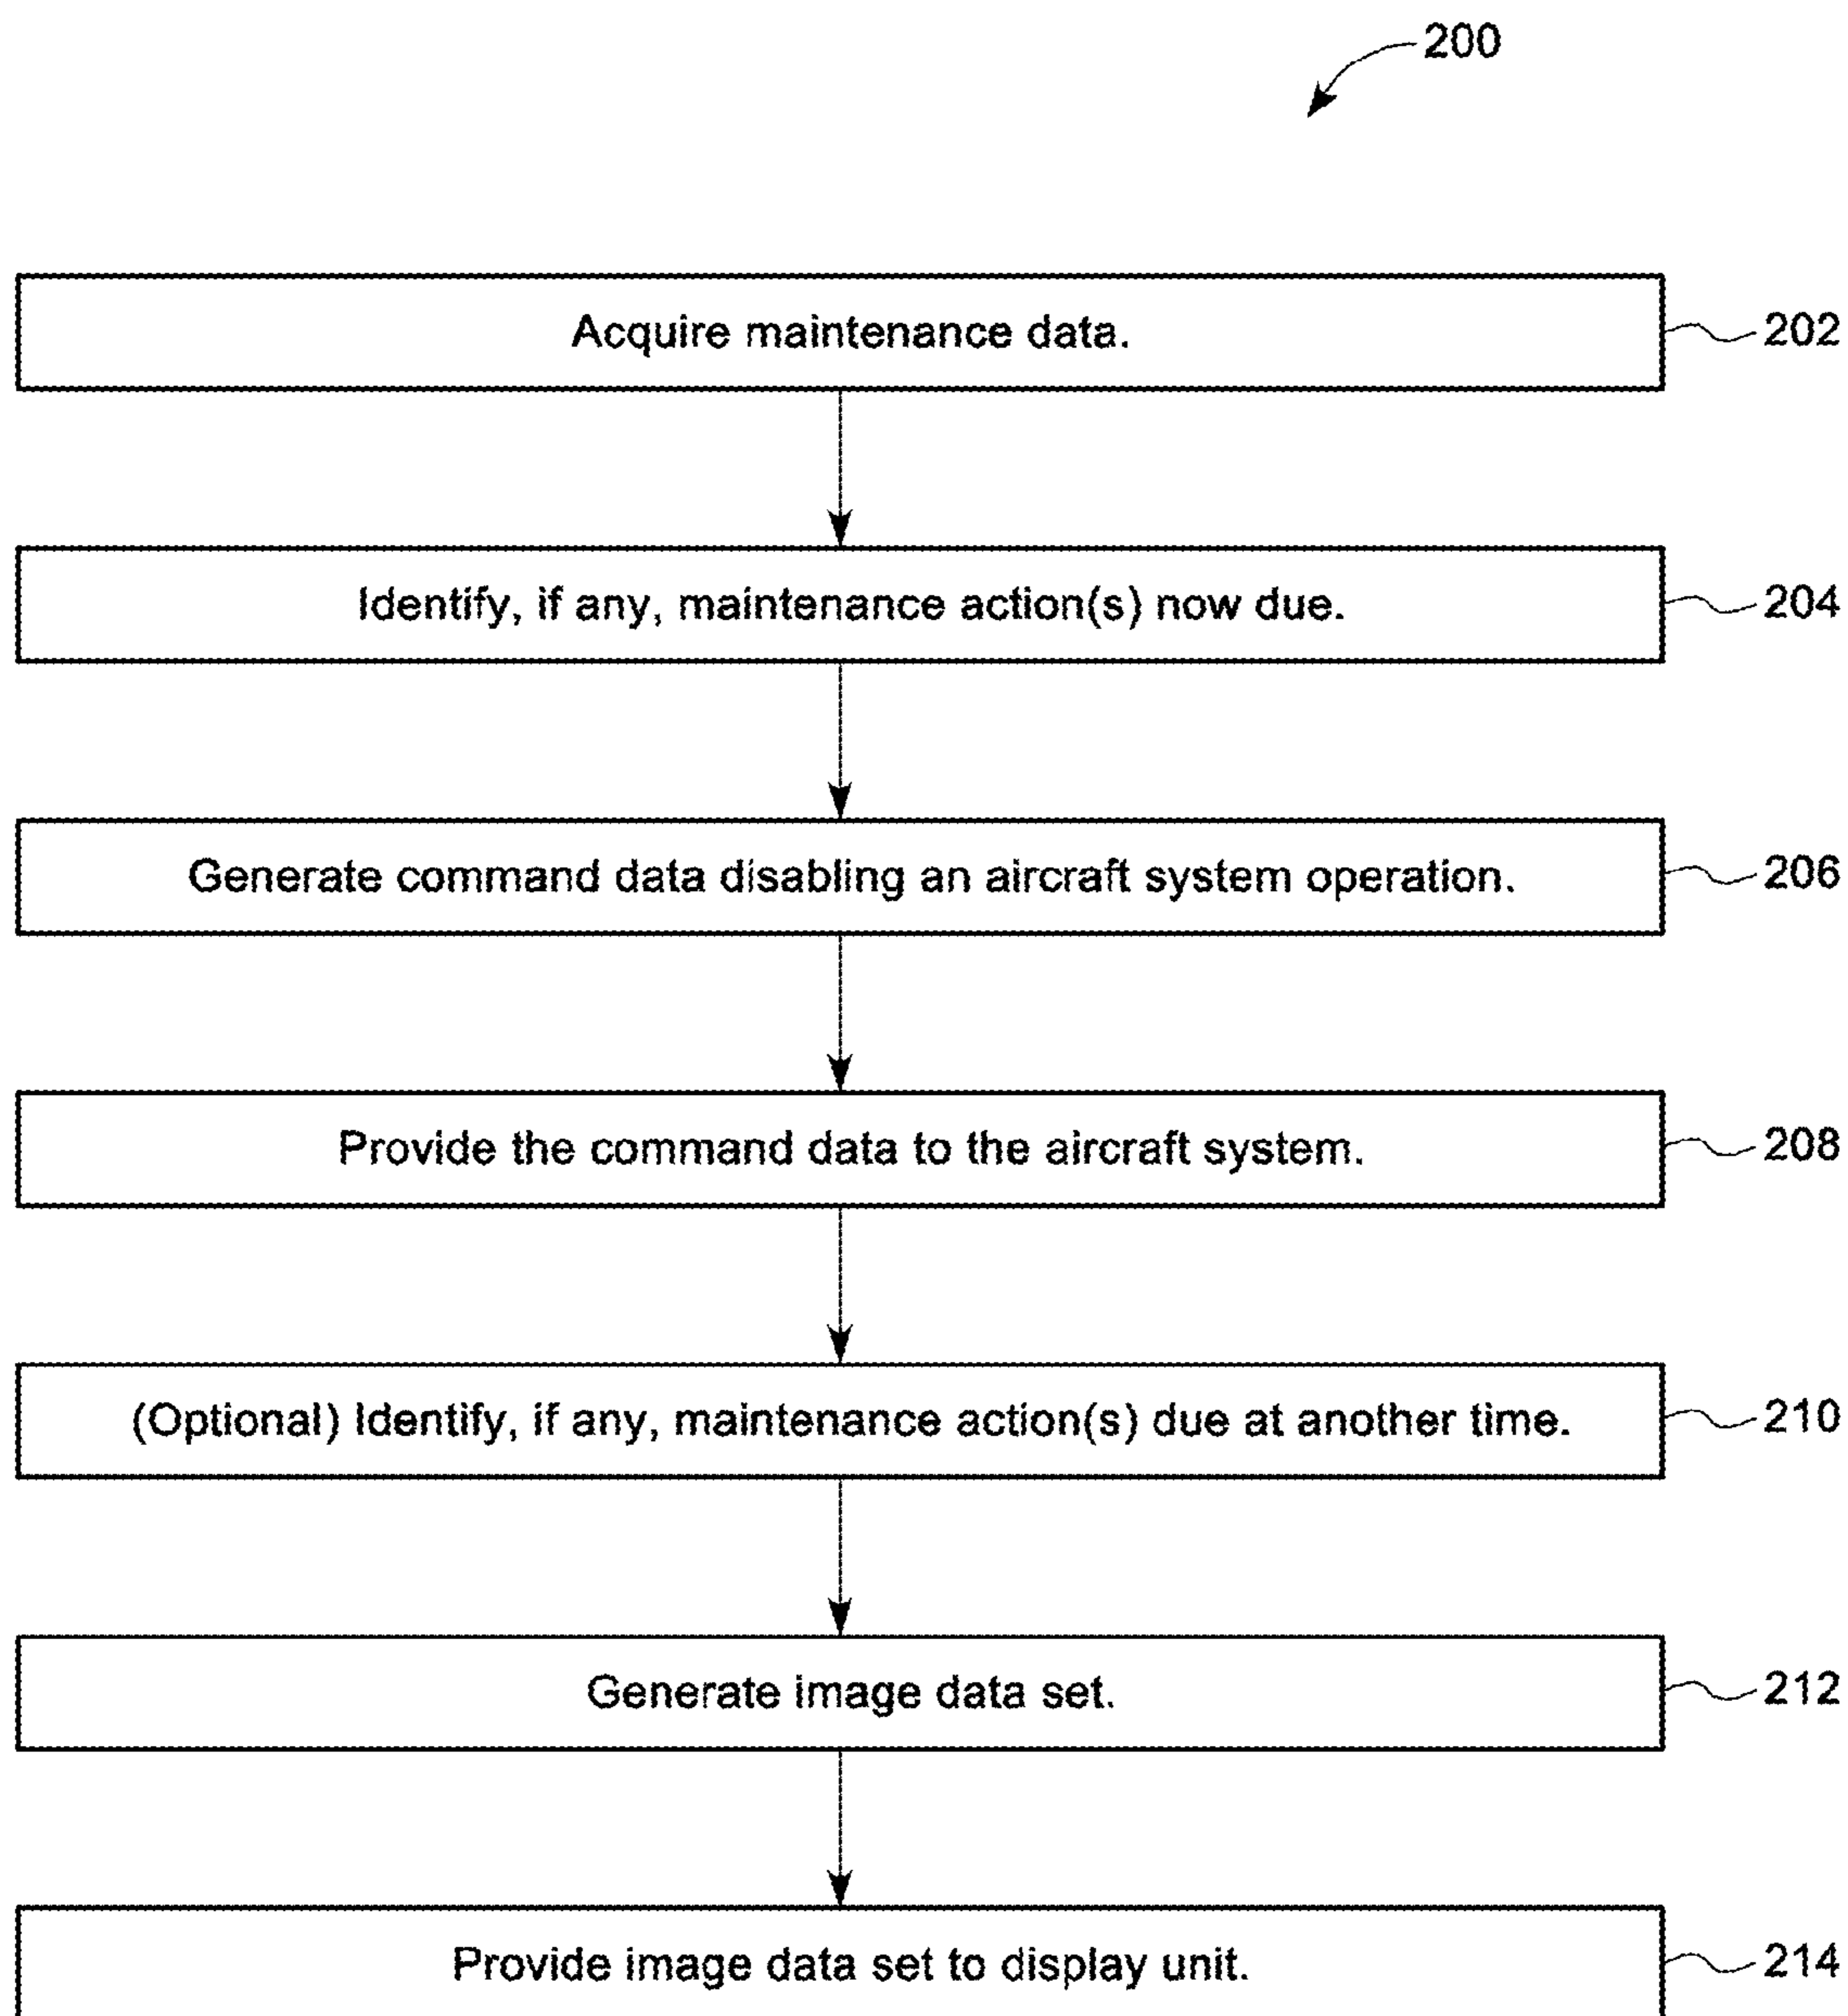 200
Acquire maintenance data.
202
Identify, if any, maintenance action(s) now due.
204
Generate command data disabling an aircraft system operation.
206
Provide the command data to the aircraft system.
208
(Optional) Identify, if any, maintenance action(s) due at another time.
210
Generate image data set.
212
Provide image data set to display unit.
214